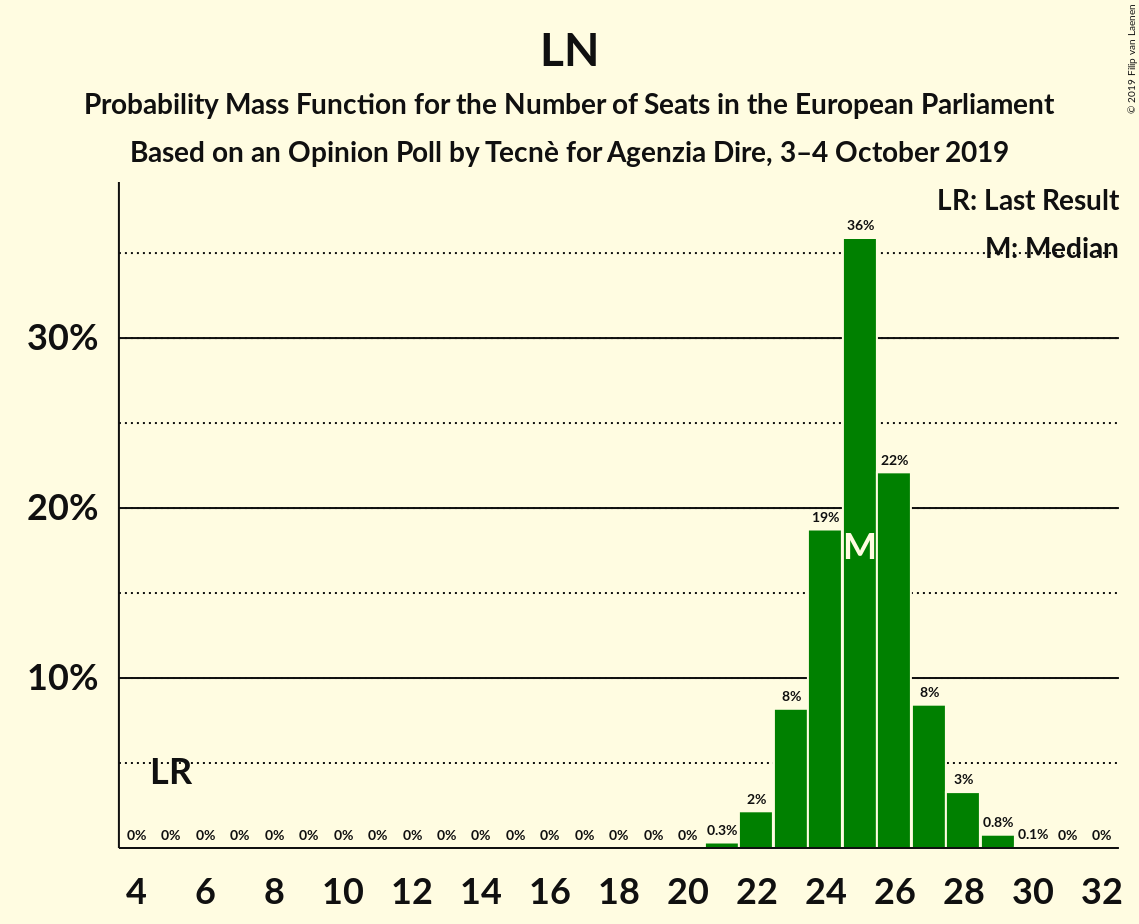 LN
Probability Mass Function for the Number of Seats in the European Parliament
Based on an Opinion Poll by Tecnè for Agenzia Dire, 3–4 October 2019
© 2019 Filip van Laenen
LR: Last Result
M: Median
36%
30%
22%
20%
19%
M
10%
8%
8%
LR
3%
2%
0% 0% 0% 0% 0% 0% 0% 0% 0% 0% 0% 0% 0% 0% 0% 0% 0% 0.3% 0.8% 0.1% 0% 0%
4 6 8 10 12 14 16 18 20 22 24 26 28 30 32